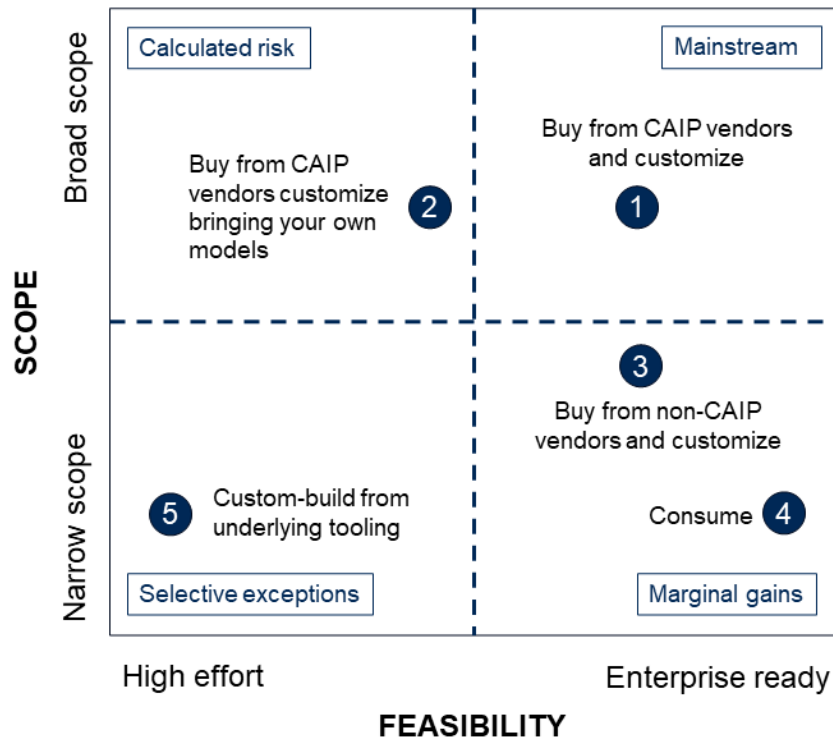 Calculated risk
Mainstream
Broad scope
Buy from CAIP vendors
and customize
Buy from CAIP
vendors customize
bringing your own
models
2
1
SCOPE
3
Buy from non-CAIP
vendors and customize
Narrow scope
5
Custom-build from
underlying tooling
Consume
4
Selective exceptions
Marginal gains
High effort
Enterprise ready
FEASIBILITY